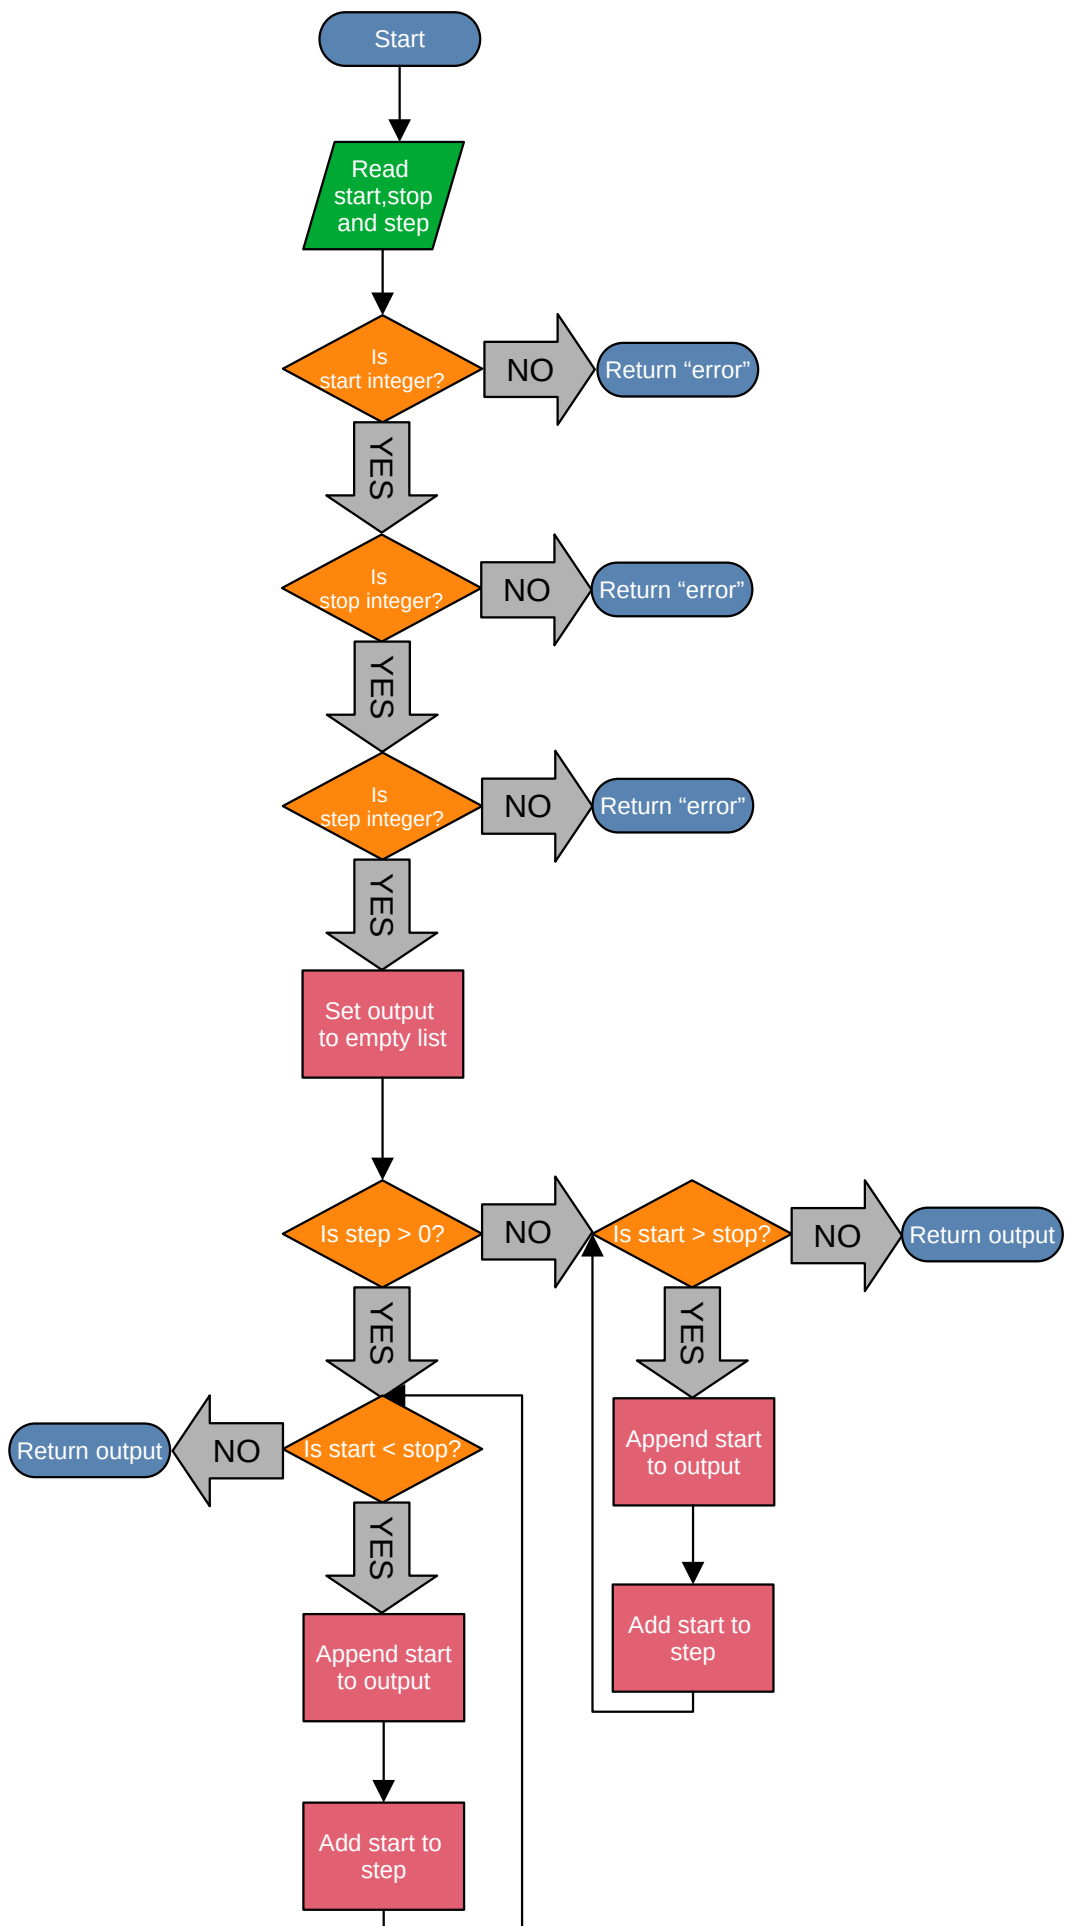 Start
Read
start,stop
and step
Is
start integer?
NO
Return “error”
YES
Is
stop integer?
NO
Return “error”
YES
Is
step integer?
NO
Return “error”
YES
Set output
to empty list
Is step > 0?
NO
Is start > stop?
NO
Return output
YES
YES
Append start
to output
Add start to
step
Is start < stop?
NO
Return output
YES
Append start
to output
Add start to
step